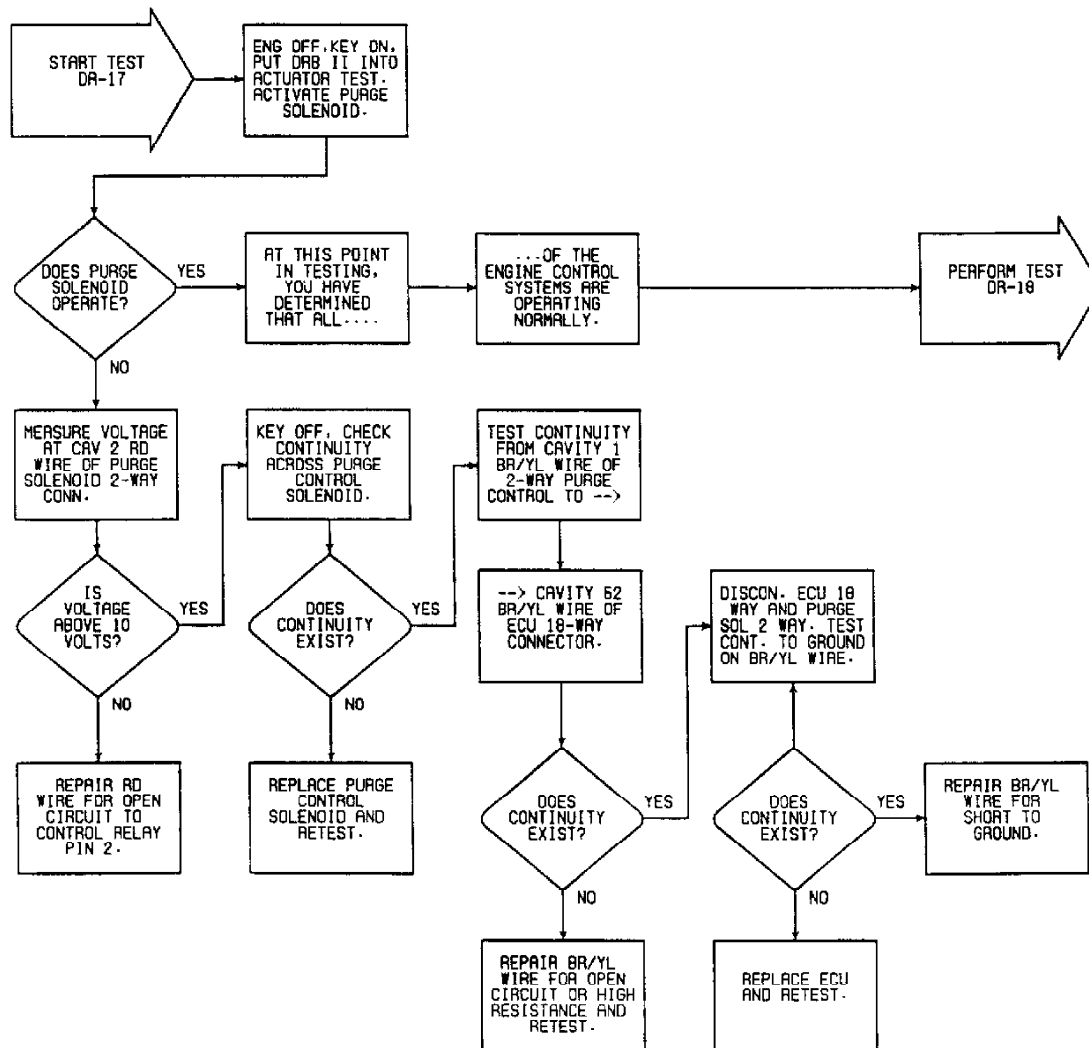 START TEST
DR-17
ENG OFF, KEY ON,
PUT DRB II INTO
ACTUATOR TEST.
ACTIVATE PURGE
SOLENOID.
DOES PURGE
SOLENOID
OPERATE?
YES
NO
AT THIS POINT
IN TESTING,
YOU HAVE
DETERMINED
THAT ALL....
...OF THE
ENGINE CONTROL
SYSTEMS ARE
OPERATING
NORMALLY.
PERFORM TEST
DR-18
MEASURE VOLTAGE
AT CAV 2 RD
WIRE OF PURGE
SOLENOID 2-WAY
CONN.
IS
VOLTAGE
ABOVE 10
VOLTS?
YES
NO
REPAIR RD
WIRE FOR OPEN
CIRCUIT TO
CONTROL RELAY
PIN 2.
KEY OFF, CHECK
CONTINUITY
ACROSS PURGE
CONTROL
SOLENOID.
DOES
CONTINUITY
EXIST?
YES
NO
REPLACE PURGE
CONTROL
SOLENOID AND
RETEST.
TEST CONTINUITY
FROM CAVITY 1
BR/YL WIRE OF
2-WAY PURGE
CONTROL TO -->
--> CAVITY 62
BR/YL WIRE OF
ECU 18-WAY
CONNECTOR.
DOES
CONTINUITY
EXIST?
YES
NO
REPAIR BR/YL
WIRE FOR OPEN
CIRCUIT OR HIGH
RESISTANCE AND
RETEST.
DISCON. ECU 18
WAY AND PURGE
SOL 2 WAY. TEST
CONT. TO GROUND
ON BR/YL WIRE.
DOES
CONTINUITY
EXIST?
YES
NO
REPAIR BR/YL
WIRE FOR
SHORT TO
GROUND.
REPLACE ECU
AND RETEST.